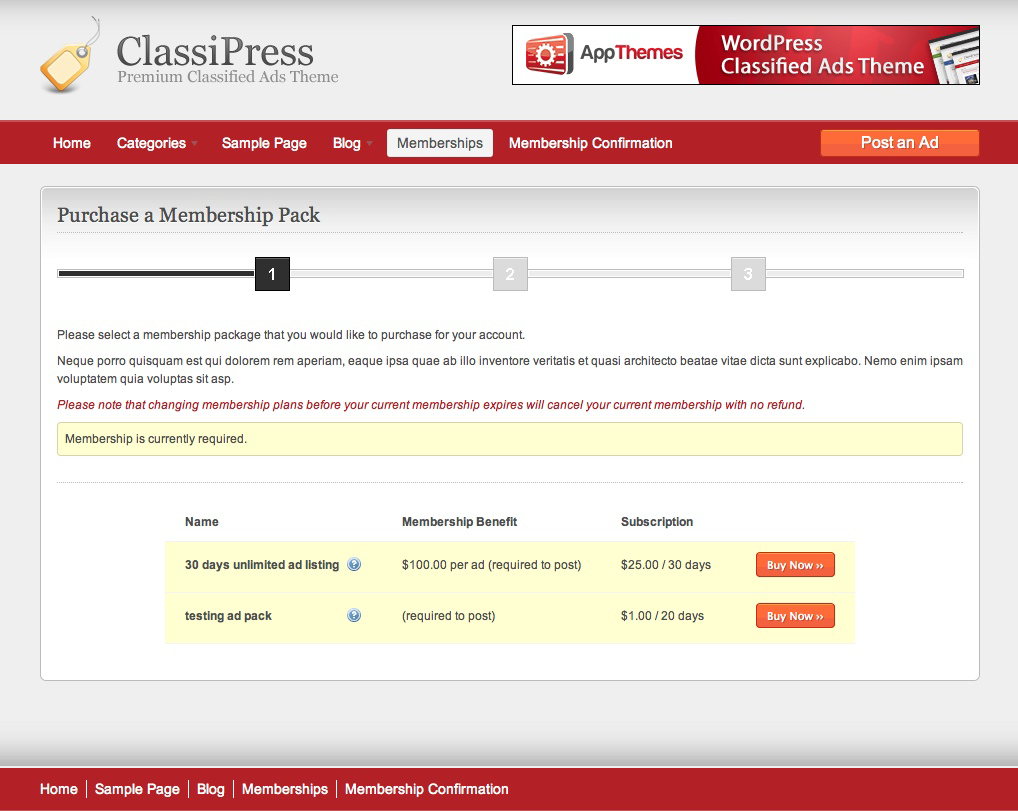 ClassiPress
Premium Classified Ads Theme
AppThemes
WordPress
Classified Ads Theme
Home Categories Sample Page Blog Memberships Membership Confirmation Post an Ad
Purchase a Membership Pack
1 2 3
Please select a membership package that you would like to purchase for your account.
Neque porro quisquam est qui dolorem rem aperiam, eaque ipsa quae ab illo inventore veritatis et quasi architecto beatae vitae dicta sunt explicabo. Nemo enim ipsam
voluptatem quia voluptas sit asp.
Please note that changing membership plans before your current membership expires will cancel your current membership with no refund.
Membership is currently required.
Name Membership Benefit Subscription
30 days unlimited ad listing ? $100.00 per ad (required to post) $25.00 / 30 days Buy Now ››
testing ad pack ? (required to post) $1.00 / 20 days Buy Now ››
Home Sample Page Blog Memberships Membership Confirmation